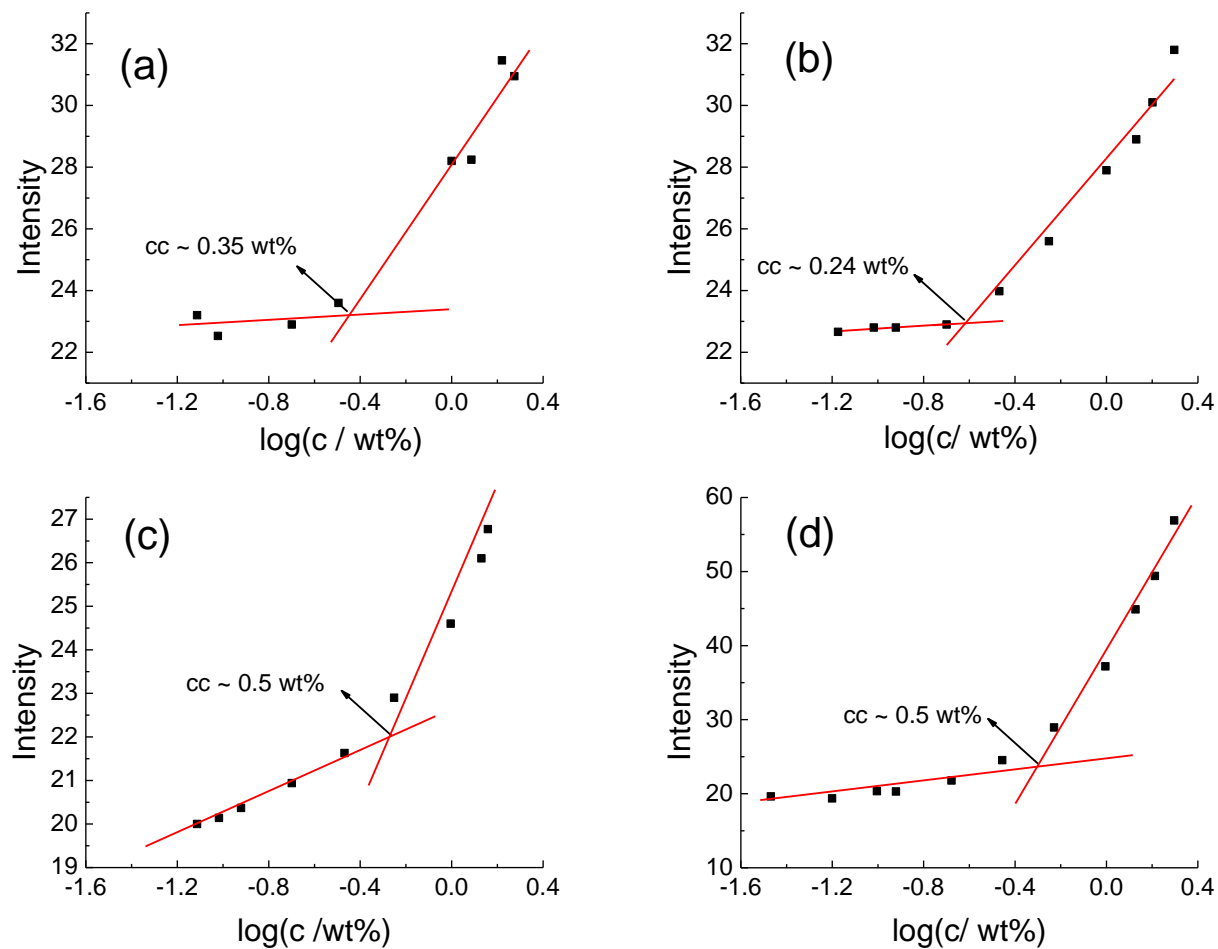 (a)
Intensity
32
30
28
26
24
22
cc ~ 0.35 wt%
-1.6 -1.2 -0.8 -0.4 0.0 0.4
log(c / wt%)
(b)
Intensity
32
30
28
26
24
22
cc ~ 0.24 wt%
-1.6 -1.2 -0.8 -0.4 0.0 0.4
log(c/ wt%)
(c)
Intensity
27
26
25
24
23
22
21
20
19
cc ~ 0.5 wt%
-1.6 -1.2 -0.8 -0.4 0.0 0.4
log(c /wt%)
(d)
Intensity
60
50
40
30
20
10
cc ~ 0.5 wt%
-1.6 -1.2 -0.8 -0.4 0.0 0.4
log(c/ wt%)